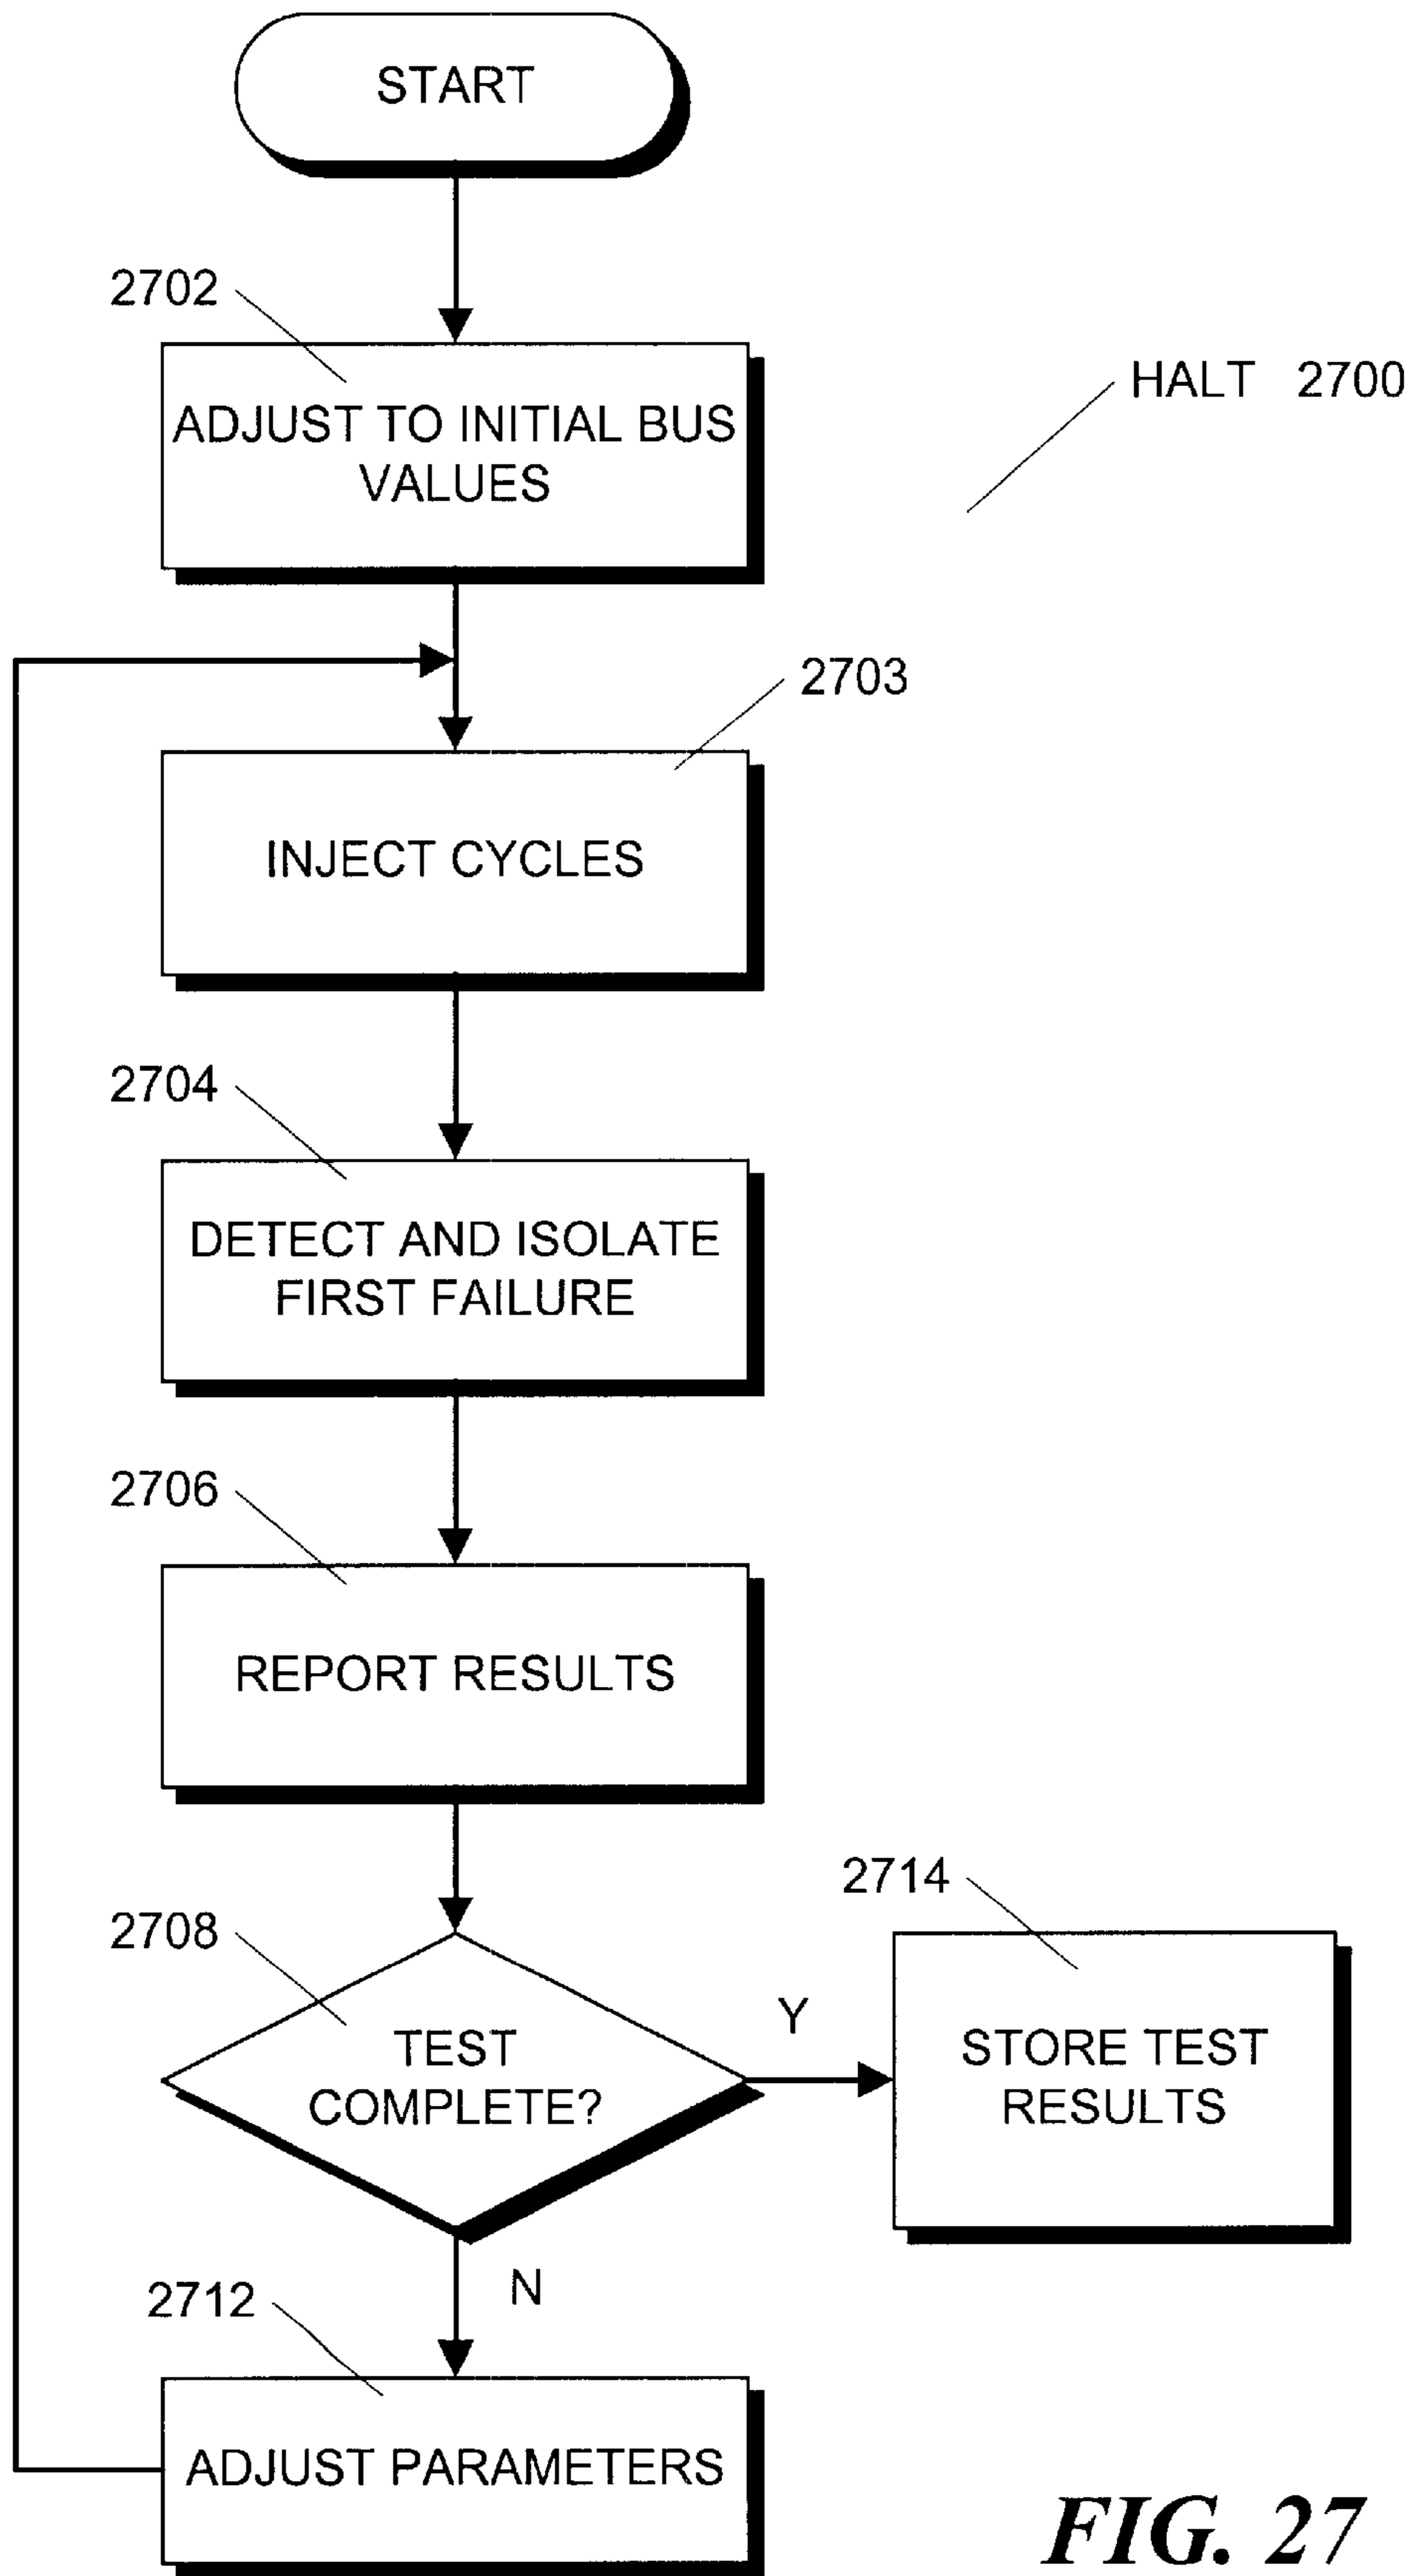 START
2702
ADJUST TO INITIAL BUS
VALUES
HALT 2700
2703
INJECT CYCLES
2704
DETECT AND ISOLATE
FIRST FAILURE
2706
REPORT RESULTS
2708
TEST
COMPLETE?
Y
2714
STORE TEST
RESULTS
N
2712
ADJUST PARAMETERS
FIG. 27